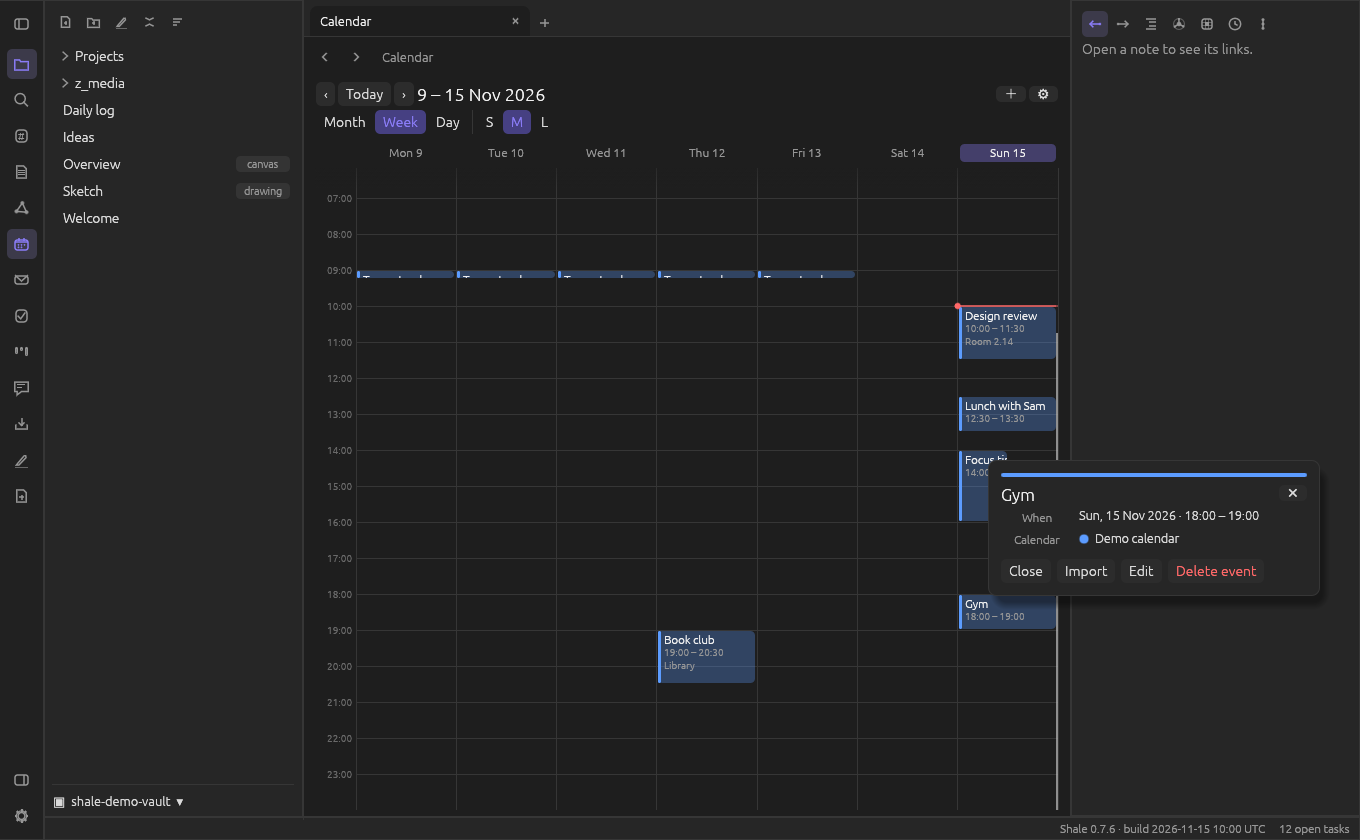 Calendar
Projects
z_media
Daily log
Ideas
Overview canvas
Sketch drawing
Welcome
shale-demo-vault ▾
Calendar
‹ Today › 9 – 15 Nov 2026
Month Week Day S M L
Mon 9 Tue 10 Wed 11 Thu 12 Fri 13 Sat 14 Sun 15
07:00
08:00
09:00
10:00
11:00
12:00
13:00
14:00
15:00
16:00
17:00
18:00
19:00
20:00
21:00
22:00
23:00
Design review
10:00 – 11:30
Room 2.14
Lunch with Sam
12:30 – 13:30
Focus
14:00
Gym
18:00 – 19:00
Book club
19:00 – 20:30
Library
Gym
When Sun, 15 Nov 2026 · 18:00 – 19:00
Calendar Demo calendar
Close Import Edit Delete event
Open a note to see its links.
Shale 0.7.6 · build 2026-11-15 10:00 UTC 12 open tasks